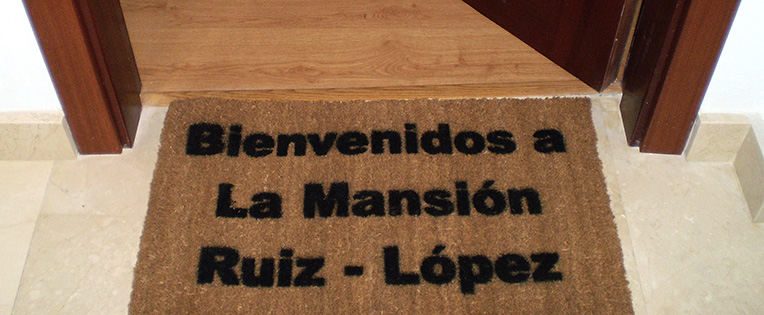 Bienvenidos a
La Mansión
Ruiz - López